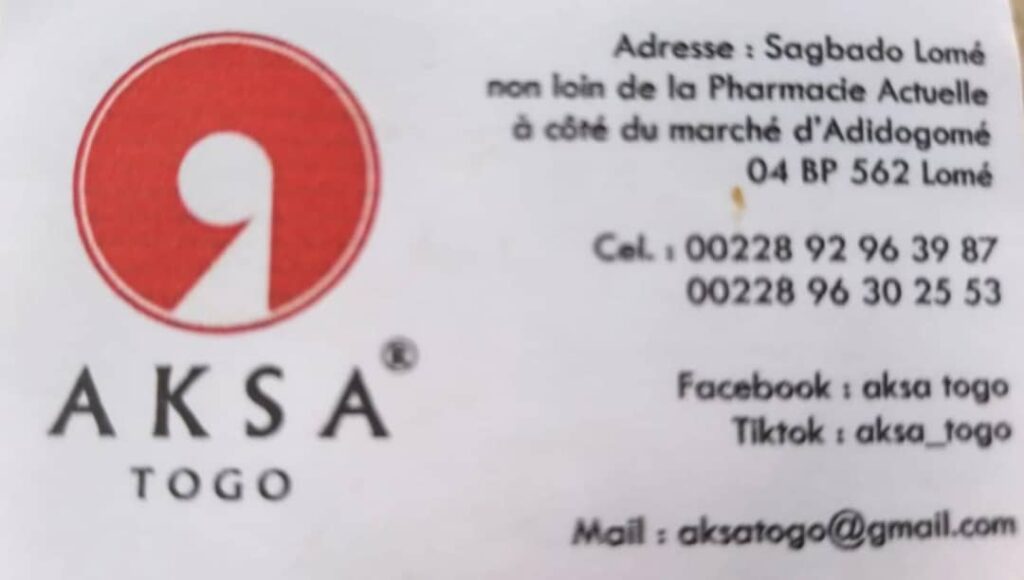 AKSA®
TOGO
Adresse : Sagbado Lomé
non loin de la Pharmacie Actuelle
à côté du marché d'Adidogomé
04 BP 562 Lomé
Cel. : 00228 92 96 39 87
00228 96 30 25 53
Facebook : aksa togo
Tiktok : aksa_togo
Mail : aksatogo@gmail.com